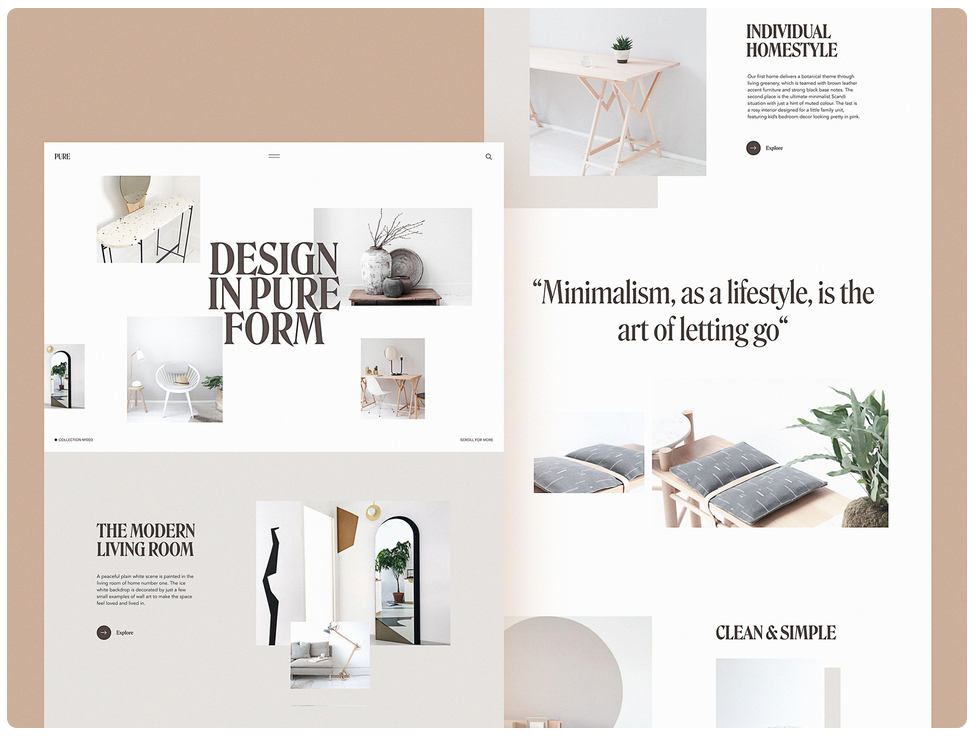 PURE
DESIGN
IN PURE
FORM
COLLECTION N1003
SCROLL FOR MORE
THE MODERN
LIVING ROOM
A peaceful plain white scene is painted in the
living room of home number one. The ice
white backdrop is decorated by just a few
small examples of wall art to make the space
feel loved and lived in.
Explore
INDIVIDUAL
HOMESTYLE
Our first home delivers a botanical theme through
living greenery, which is teamed with brown leather
accent furniture and strong black base notes. The
second place is the ultimate minimalist Scandi
situation with just a hint of muted colour. The last is
a rosy interior designed for a little family unit,
featuring kid's bedroom decor looking pretty in pink.
Explore
“Minimalism, as a lifestyle, is the
art of letting go“
CLEAN & SIMPLE